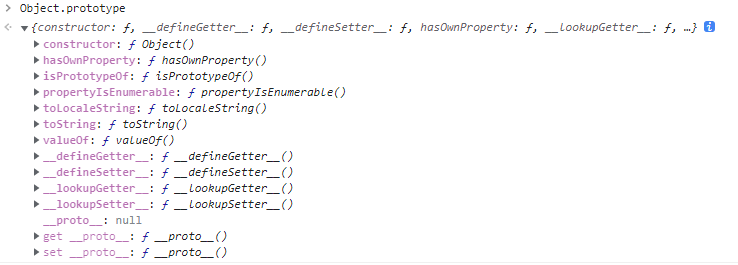 Object.prototype
{constructor: ƒ, __defineGetter__: ƒ, __defineSetter__: ƒ, hasOwnProperty: ƒ, __lookupGetter__: ƒ, …} i
constructor: ƒ Object()
hasOwnProperty: ƒ hasOwnProperty()
isPrototypeOf: ƒ isPrototypeOf()
propertyIsEnumerable: ƒ propertyIsEnumerable()
toLocaleString: ƒ toLocaleString()
toString: ƒ toString()
valueOf: ƒ valueOf()
__defineGetter__: ƒ __defineGetter__()
__defineSetter__: ƒ __defineSetter__()
__lookupGetter__: ƒ __lookupGetter__()
__lookupSetter__: ƒ __lookupSetter__()
__proto__: null
get __proto__: ƒ __proto__()
set __proto__: ƒ __proto__()